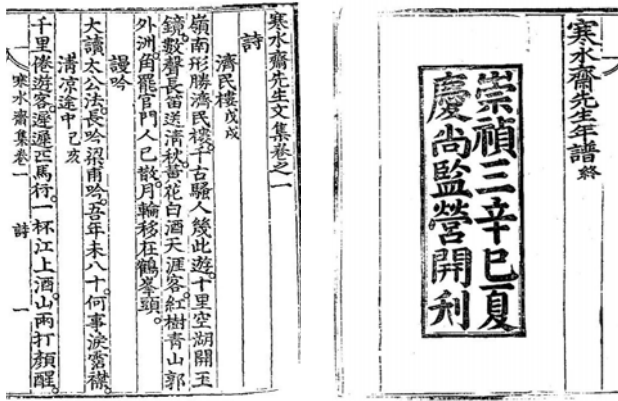 寒水齋先生文集卷之一
詩
濟民樓 戊戌
嶺南形勝濟民樓。千古騷人幾此遊。十里空湖開玉
鏡。數聲長笛送淸秋。黃花白酒天涯客。紅樹靑山郭
外洲。角罷官門人已散。月輪移在鶴峯頭。
謾吟
大讀太公法。長吟梁甫吟。吾年未八十。何事淚霑襟。
淸凉途中 己亥
千里倦遊客。遲遲匹馬行。一杯江上酒。山雨打顏醒。
寒水齋集卷一 詩 一
寒水齋先生年譜 終
崇禎三辛巳夏
慶尙監營開刊